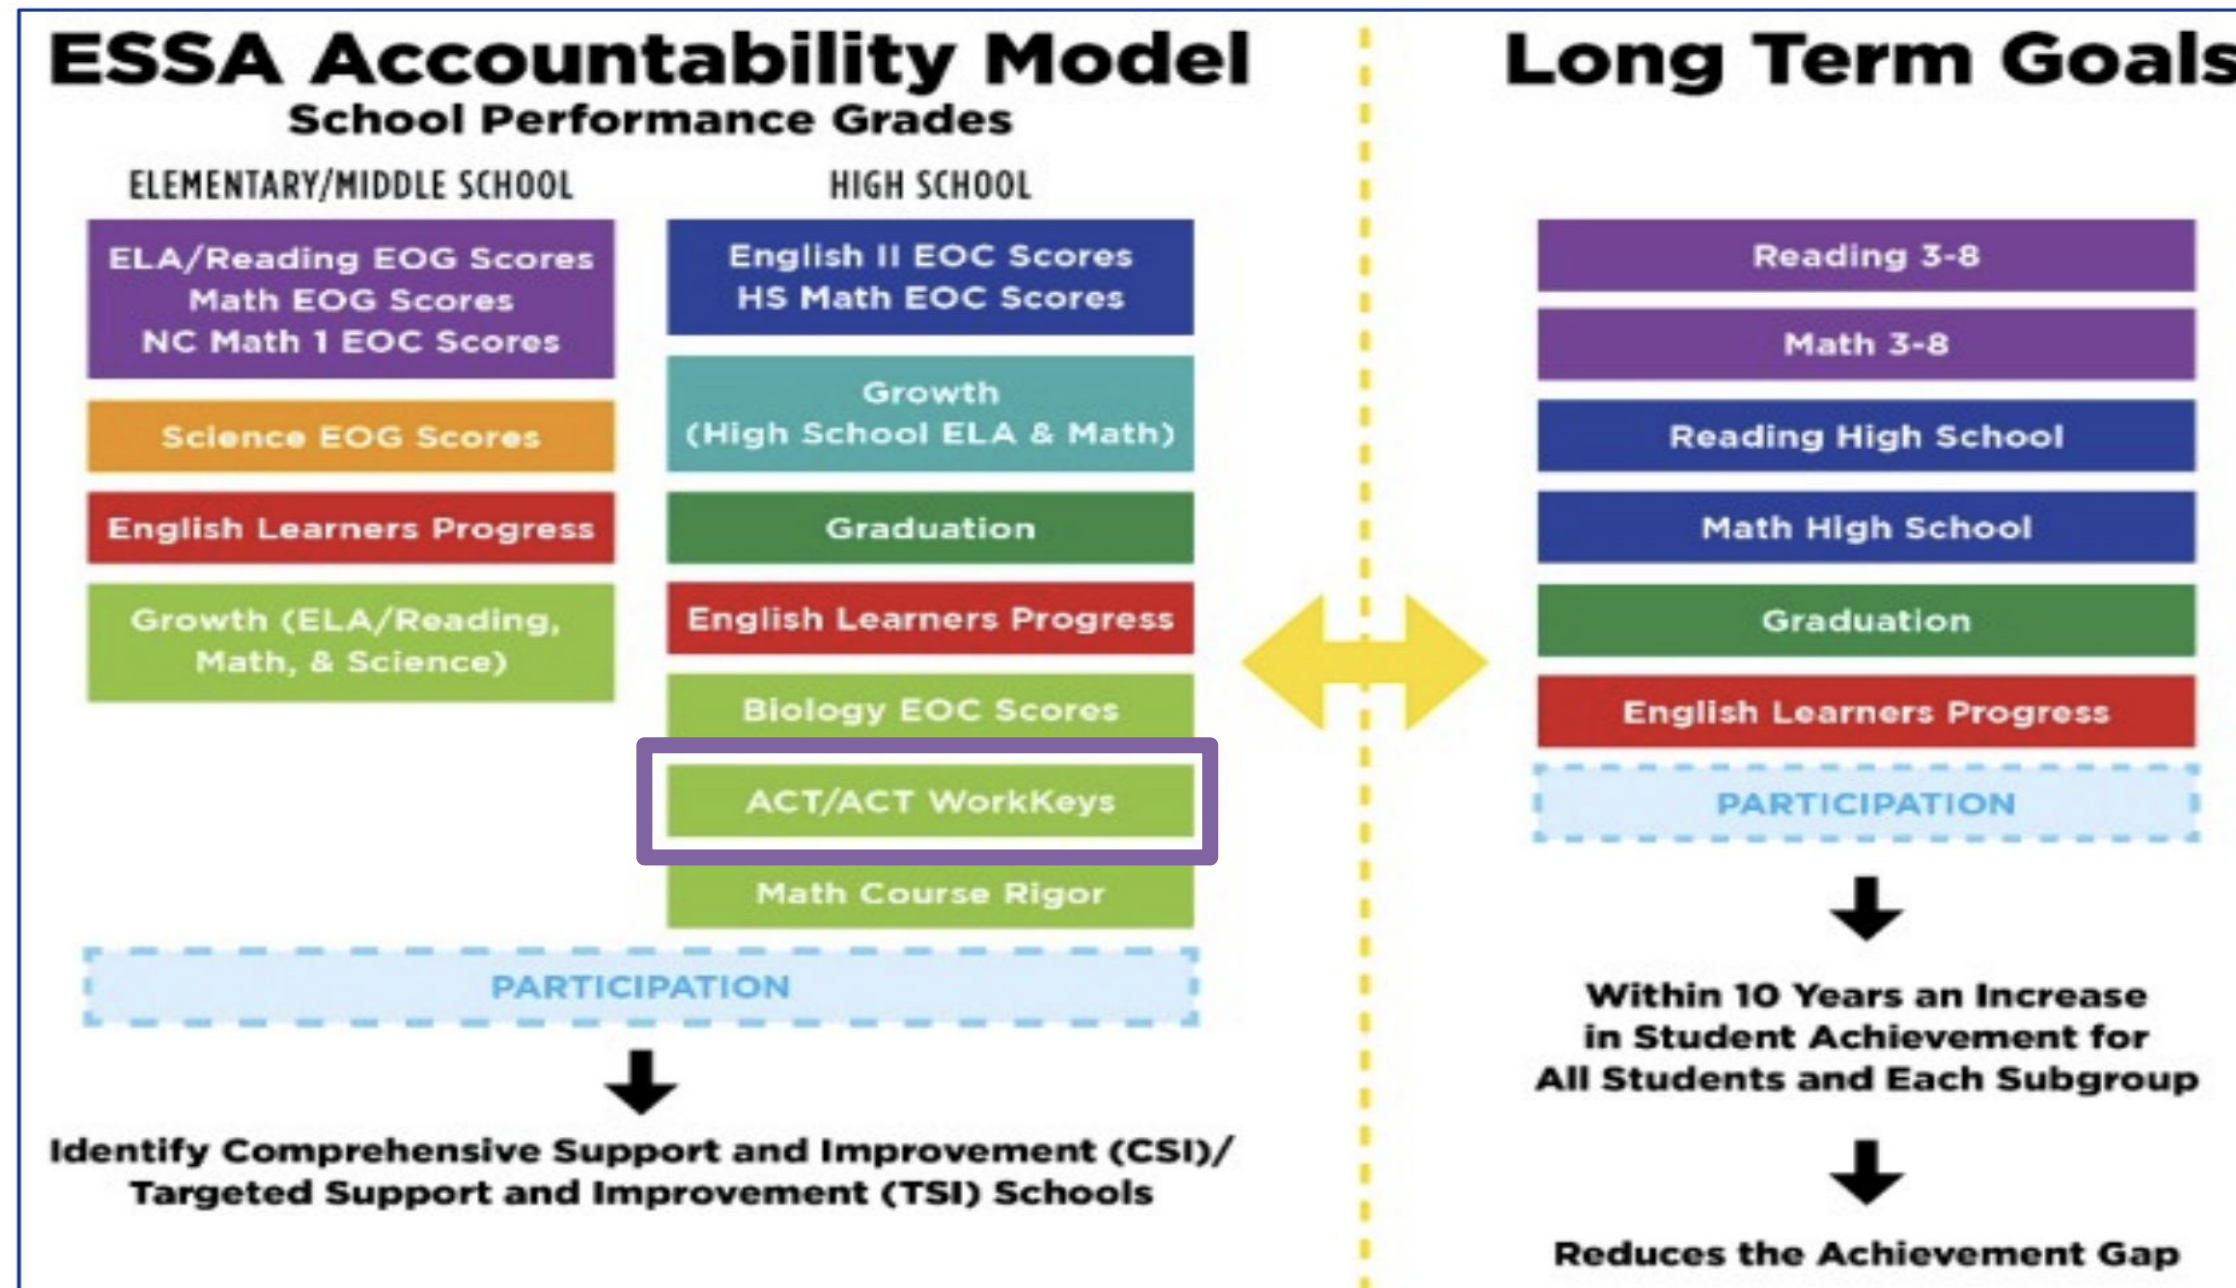 ESSA Accountability Model
School Performance Grades
ELEMENTARY/MIDDLE SCHOOL
ELA/Reading EOG Scores
Math EOG Scores
NC Math 1 EOC Scores
Science EOG Scores
English Learners Progress
Growth (ELA/Reading,
Math, & Science)
HIGH SCHOOL
English II EOC Scores
HS Math EOC Scores
Growth
(High School ELA & Math)
Graduation
English Learners Progress
Biology EOC Scores
ACT/ACT WorkKeys
Math Course Rigor
PARTICIPATION
Identify Comprehensive Support and Improvement (CSI)/
Targeted Support and Improvement (TSI) Schools
Long Term Goals
Reading 3-8
Math 3-8
Reading High School
Math High School
Graduation
English Learners Progress
PARTICIPATION
Within 10 Years an Increase
in Student Achievement for
All Students and Each Subgroup
Reduces the Achievement Gap